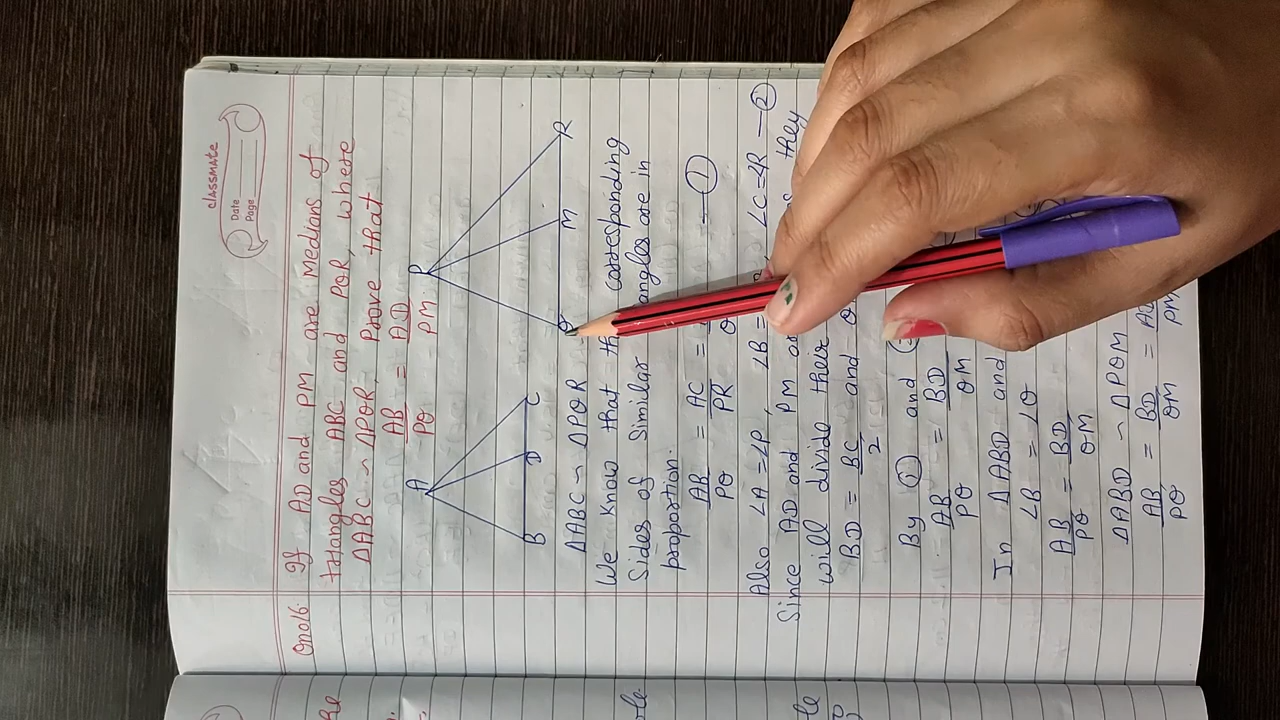 classmate
Date
Page
Qno16. If AD and PM are Medians of
triangles ABC and PQR, where
ΔABC ~ ΔPQR, Prove that
AB/PQ = AD/PM.
A P
B D C Q M R
ΔABC ~ ΔPQR
We know that the corresponding
Sides of Similar angles are in
proportion.
AB/PQ = AC/PR = — ①
Also ∠A = ∠P, ∠B = ∠C = ∠R — ②
Since AD and PM they
will divide their
BD = BC/2 and
By ① and
AB/PQ = BD/QM
In ΔABD and
∠B = ∠Q
AB/PQ = BD/QM
ΔABD ~ ΔPQM
AB/PQ = BD/QM = AD/PM